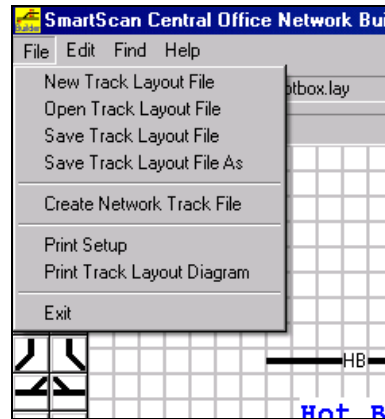 SmartScan Central Office Network Bui
Builder
File Edit Find Help
otbox.lay
New Track Layout File
Open Track Layout File
Save Track Layout File
Save Track Layout File As
Create Network Track File
Print Setup
Print Track Layout Diagram
Exit
HB
Hot B